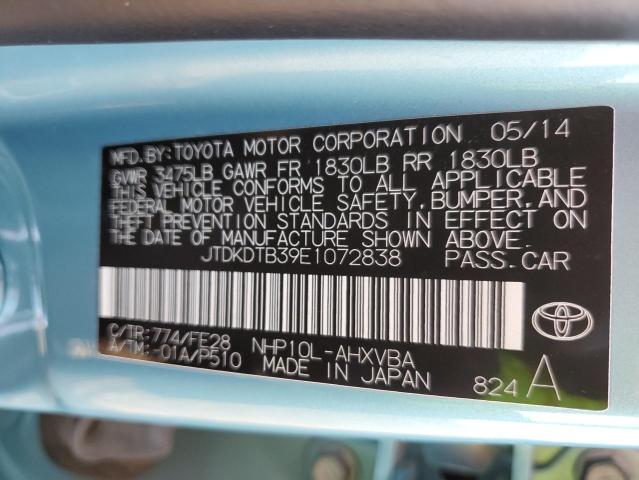 MFD.BY:TOYOTA MOTOR CORPORATION 05/14
GVWR 3475LB GAWR FR 1830LB RR 1830LB
THIS VEHICLE CONFORMS TO ALL APPLICABLE
FEDERAL MOTOR VEHICLE SAFETY,BUMPER,AND
THEFT PREVENTION STANDARDS IN EFFECT ON
THE DATE OF MANUFACTURE SHOWN ABOVE.
JTDKDTB39E1072838 PASS.CAR
C/TR:774/FE28 NHP10L-AHXVBA
A/TM:-01A/P510 MADE IN JAPAN 824 A